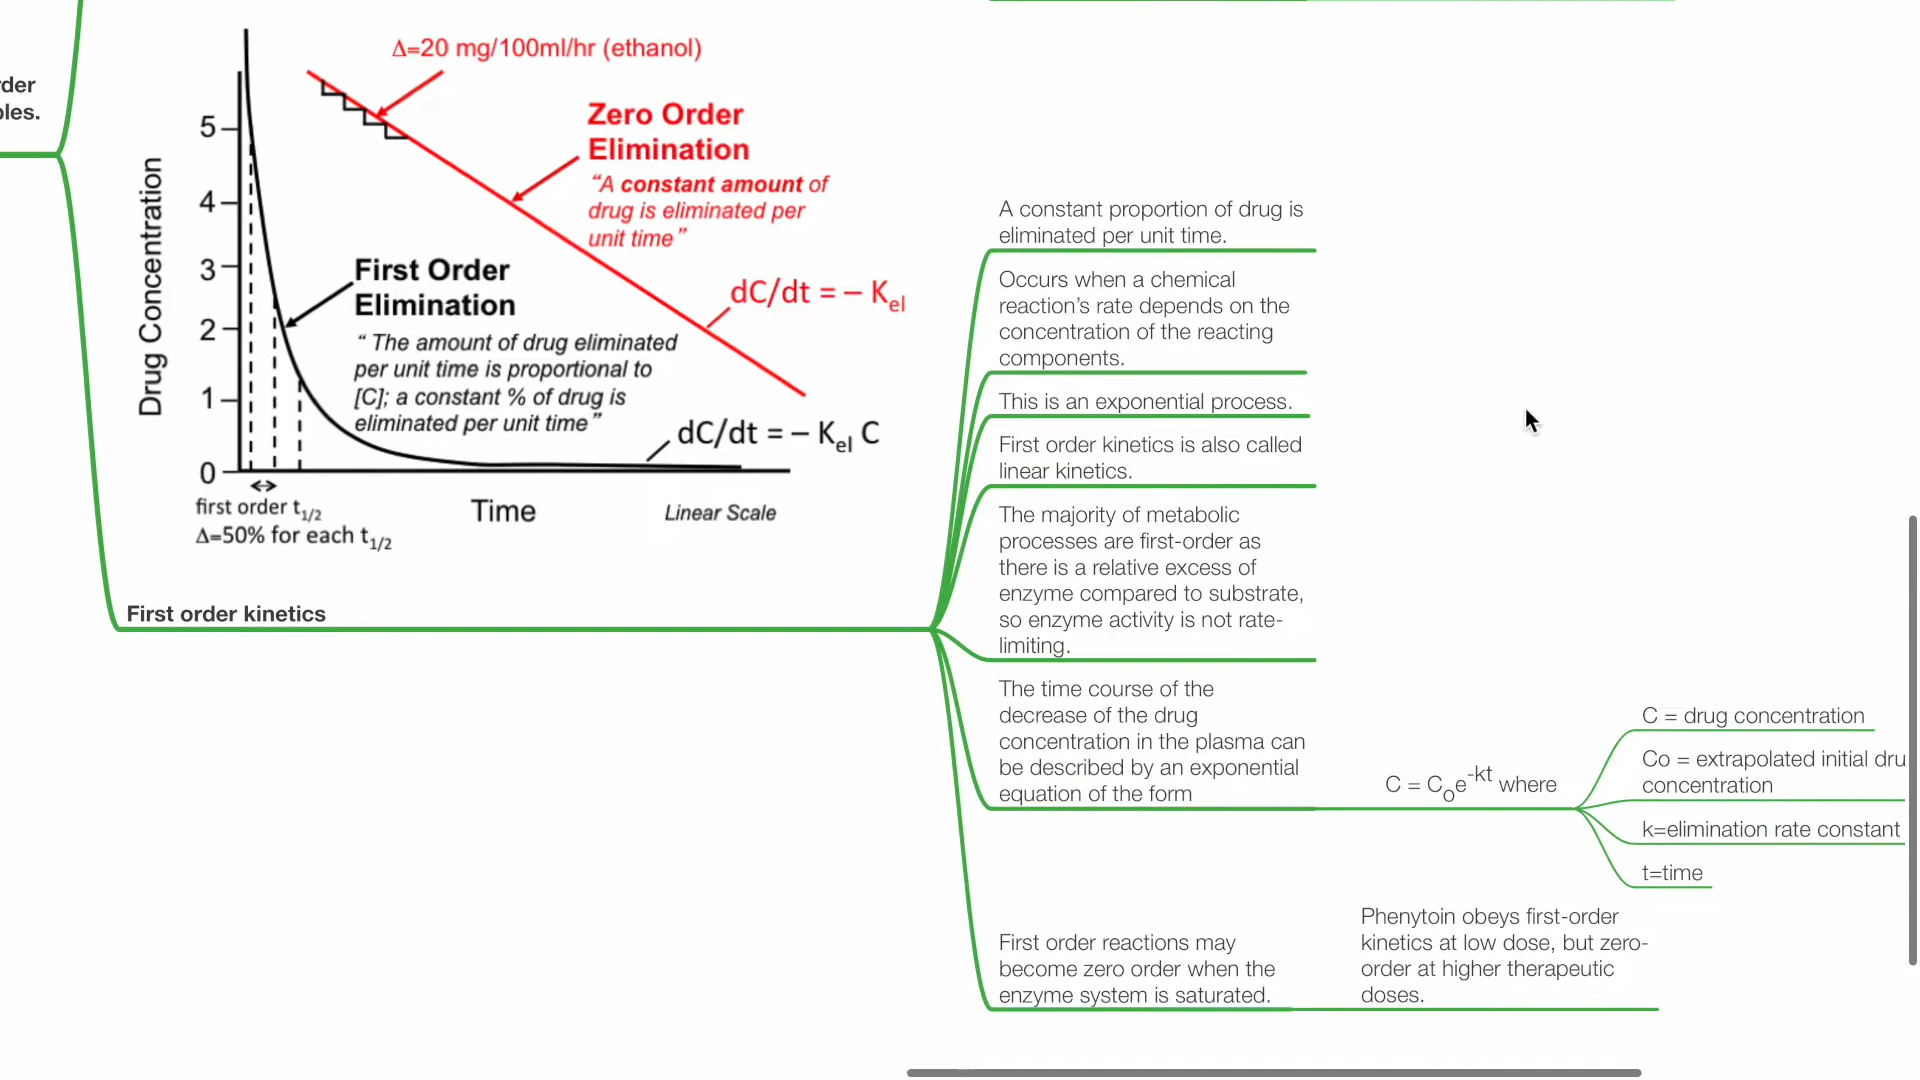 rder
ples.
Δ=20 mg/100ml/hr (ethanol)
Zero Order
Elimination
“A constant amount of
drug is eliminated per
unit time”
dC/dt = – Kel
First Order
Elimination
“ The amount of drug eliminated
per unit time is proportional to
[C]; a constant % of drug is
eliminated per unit time”
dC/dt = – Kel C
Drug Concentration
5
4
3
2
1
0
first order t1/2
Δ=50% for each t1/2
Time
Linear Scale
First order kinetics
A constant proportion of drug is
eliminated per unit time.
Occurs when a chemical
reaction’s rate depends on the
concentration of the reacting
components.
This is an exponential process.
First order kinetics is also called
linear kinetics.
The majority of metabolic
processes are first-order as
there is a relative excess of
enzyme compared to substrate,
so enzyme activity is not rate-
limiting.
The time course of the
decrease of the drug
concentration in the plasma can
be described by an exponential
equation of the form
C = Coe-kt where
C = drug concentration
Co = extrapolated initial dru
concentration
k=elimination rate constant
t=time
First order reactions may
become zero order when the
enzyme system is saturated.
Phenytoin obeys first-order
kinetics at low dose, but zero-
order at higher therapeutic
doses.